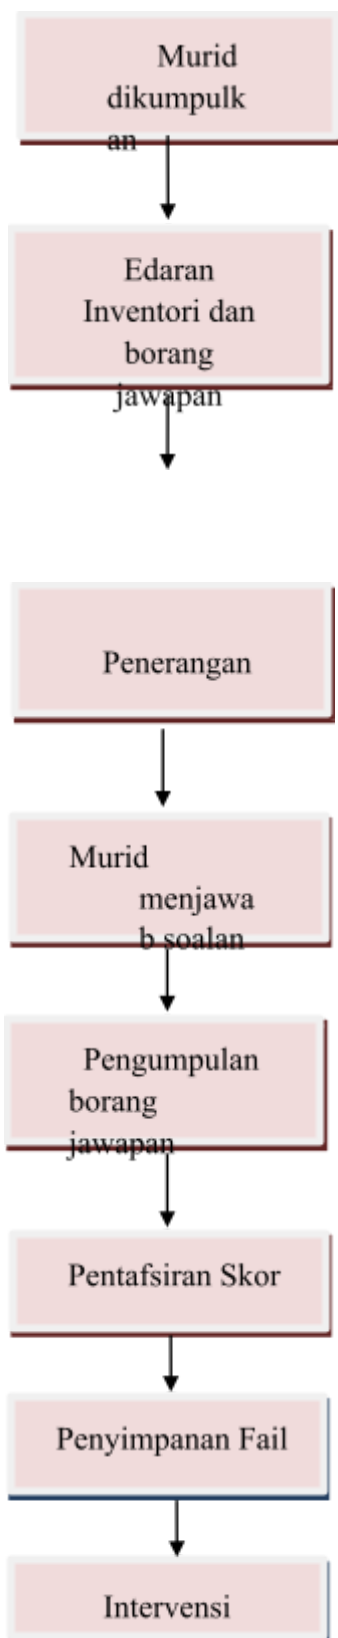 Murid
dikumpulk
an
Edaran
Inventori dan
borang
jawapan
Penerangan
Murid
menjawa
b soalan
Pengumpulan
borang
jawapan
Pentafsiran Skor
Penyimpanan Fail
Intervensi